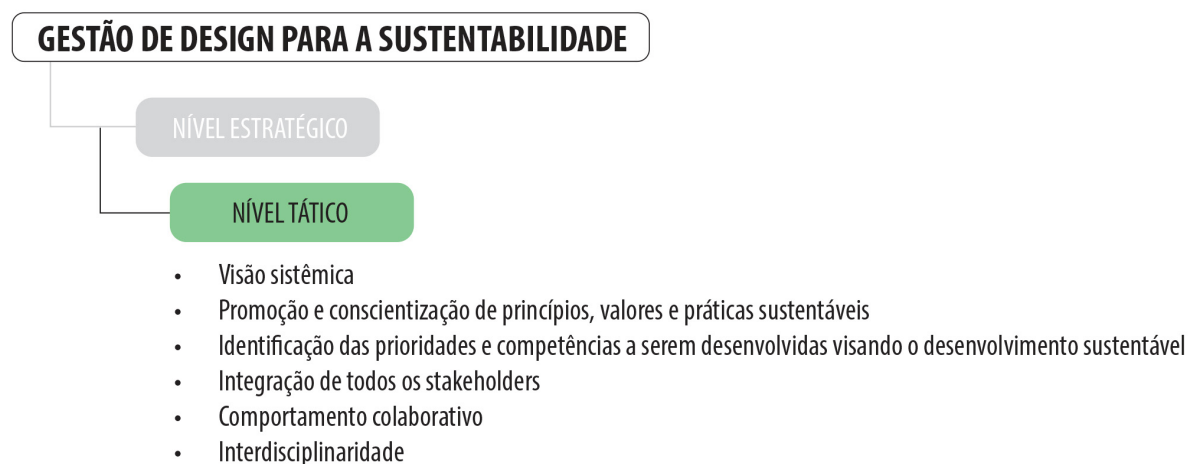 GESTÃO DE DESIGN PARA A SUSTENTABILIDADE
NÍVEL ESTRATÉGICO
NÍVEL TÁTICO
• Visão sistêmica
• Promoção e conscientização de princípios, valores e práticas sustentáveis
• Identificação das prioridades e competências a serem desenvolvidas visando o desenvolvimento sustentável
• Integração de todos os stakeholders
• Comportamento colaborativo
• Interdisciplinaridade